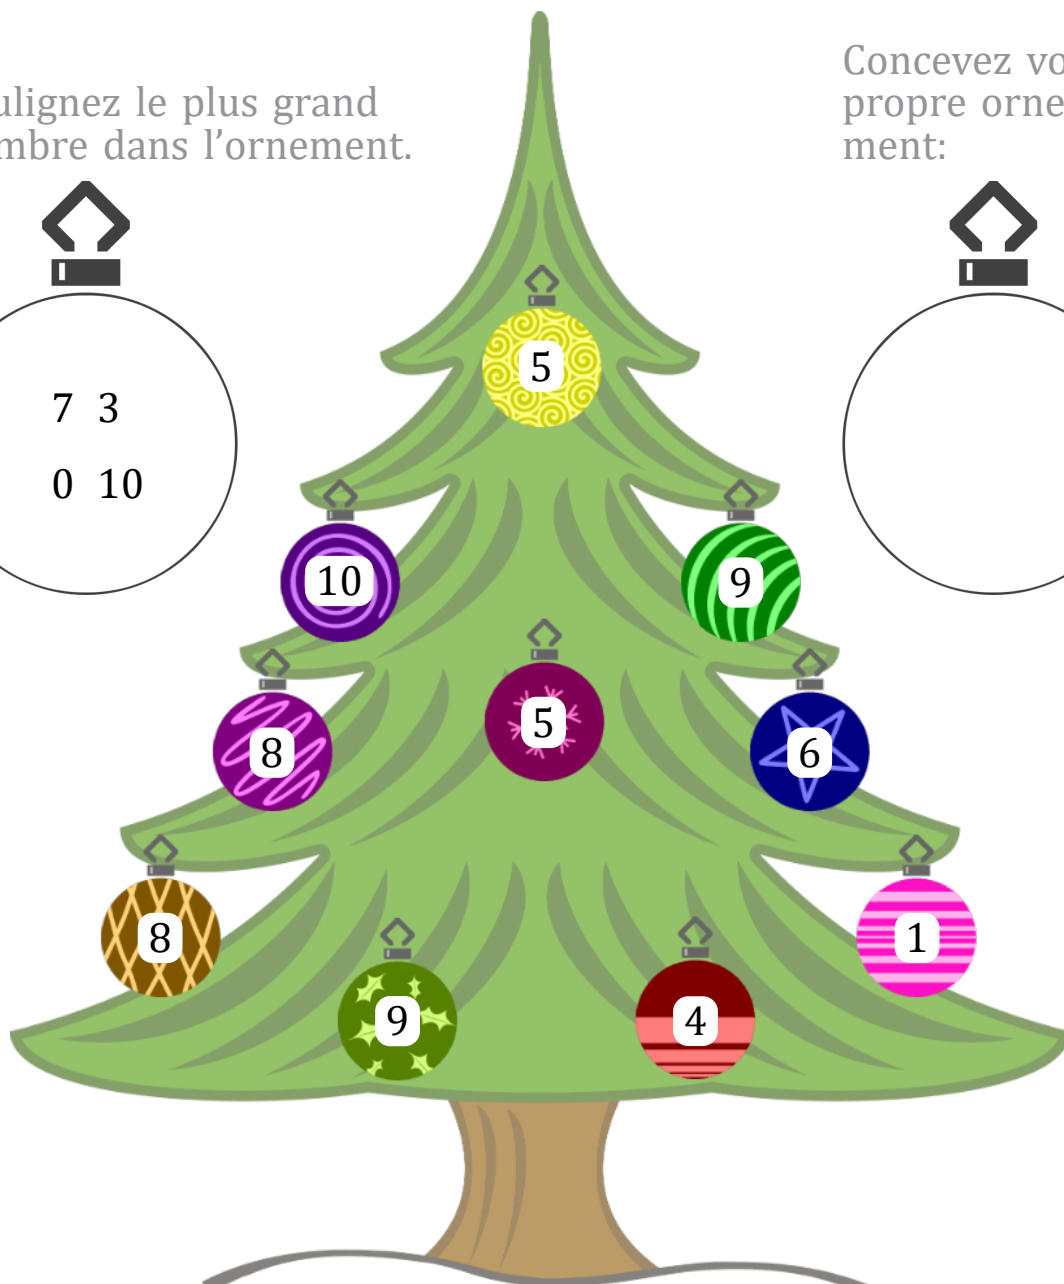 ulignez le plus grand
mbre dans l’ornement.
Concevez vo
propre orne
ment:
7 3
0 10
5
10
9
5
8
6
8
1
9
4